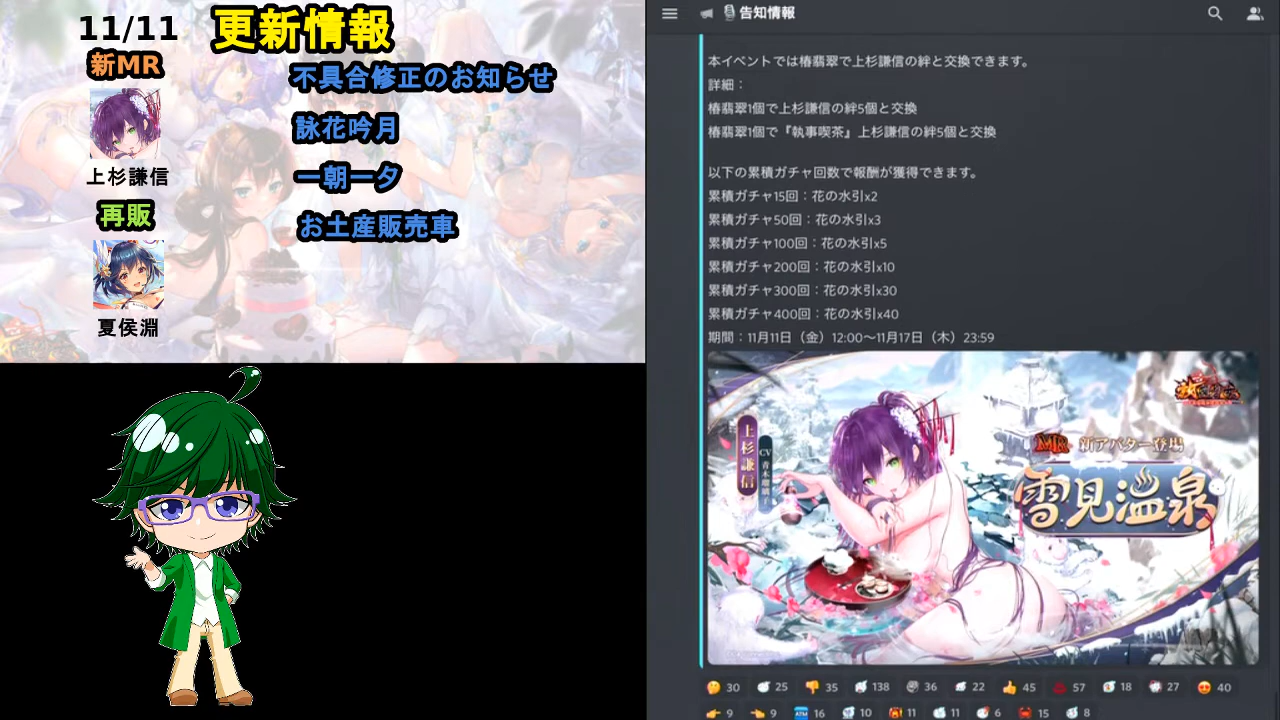 11/11
更新情報
新MR
上杉謙信
再販
夏侯淵
不具合修正のお知らせ
詠花吟月
一朝一夕
お土産販売車
告知情報
本イベントでは椿翡翠で上杉謙信の絆と交換できます。
詳細：
椿翡翠1個で上杉謙信の絆5個と交換
椿翡翠1個で『執事喫茶』上杉謙信の絆5個と交換
以下の累積ガチャ回数で報酬が獲得できます。
累積ガチャ15回：花の水引x2
累積ガチャ50回：花の水引x3
累積ガチャ100回：花の水引x5
累積ガチャ200回：花の水引x10
累積ガチャ300回：花の水引x30
累積ガチャ400回：花の水引x40
期間：11月11日（金）12:00〜11月17日（木）23:59
上杉謙信
MR 新アバター登場
雪見温泉
30 25 35 138 36 22 45 57 18 27 40
9 9 ATM 16 10 11 11 6 15 8